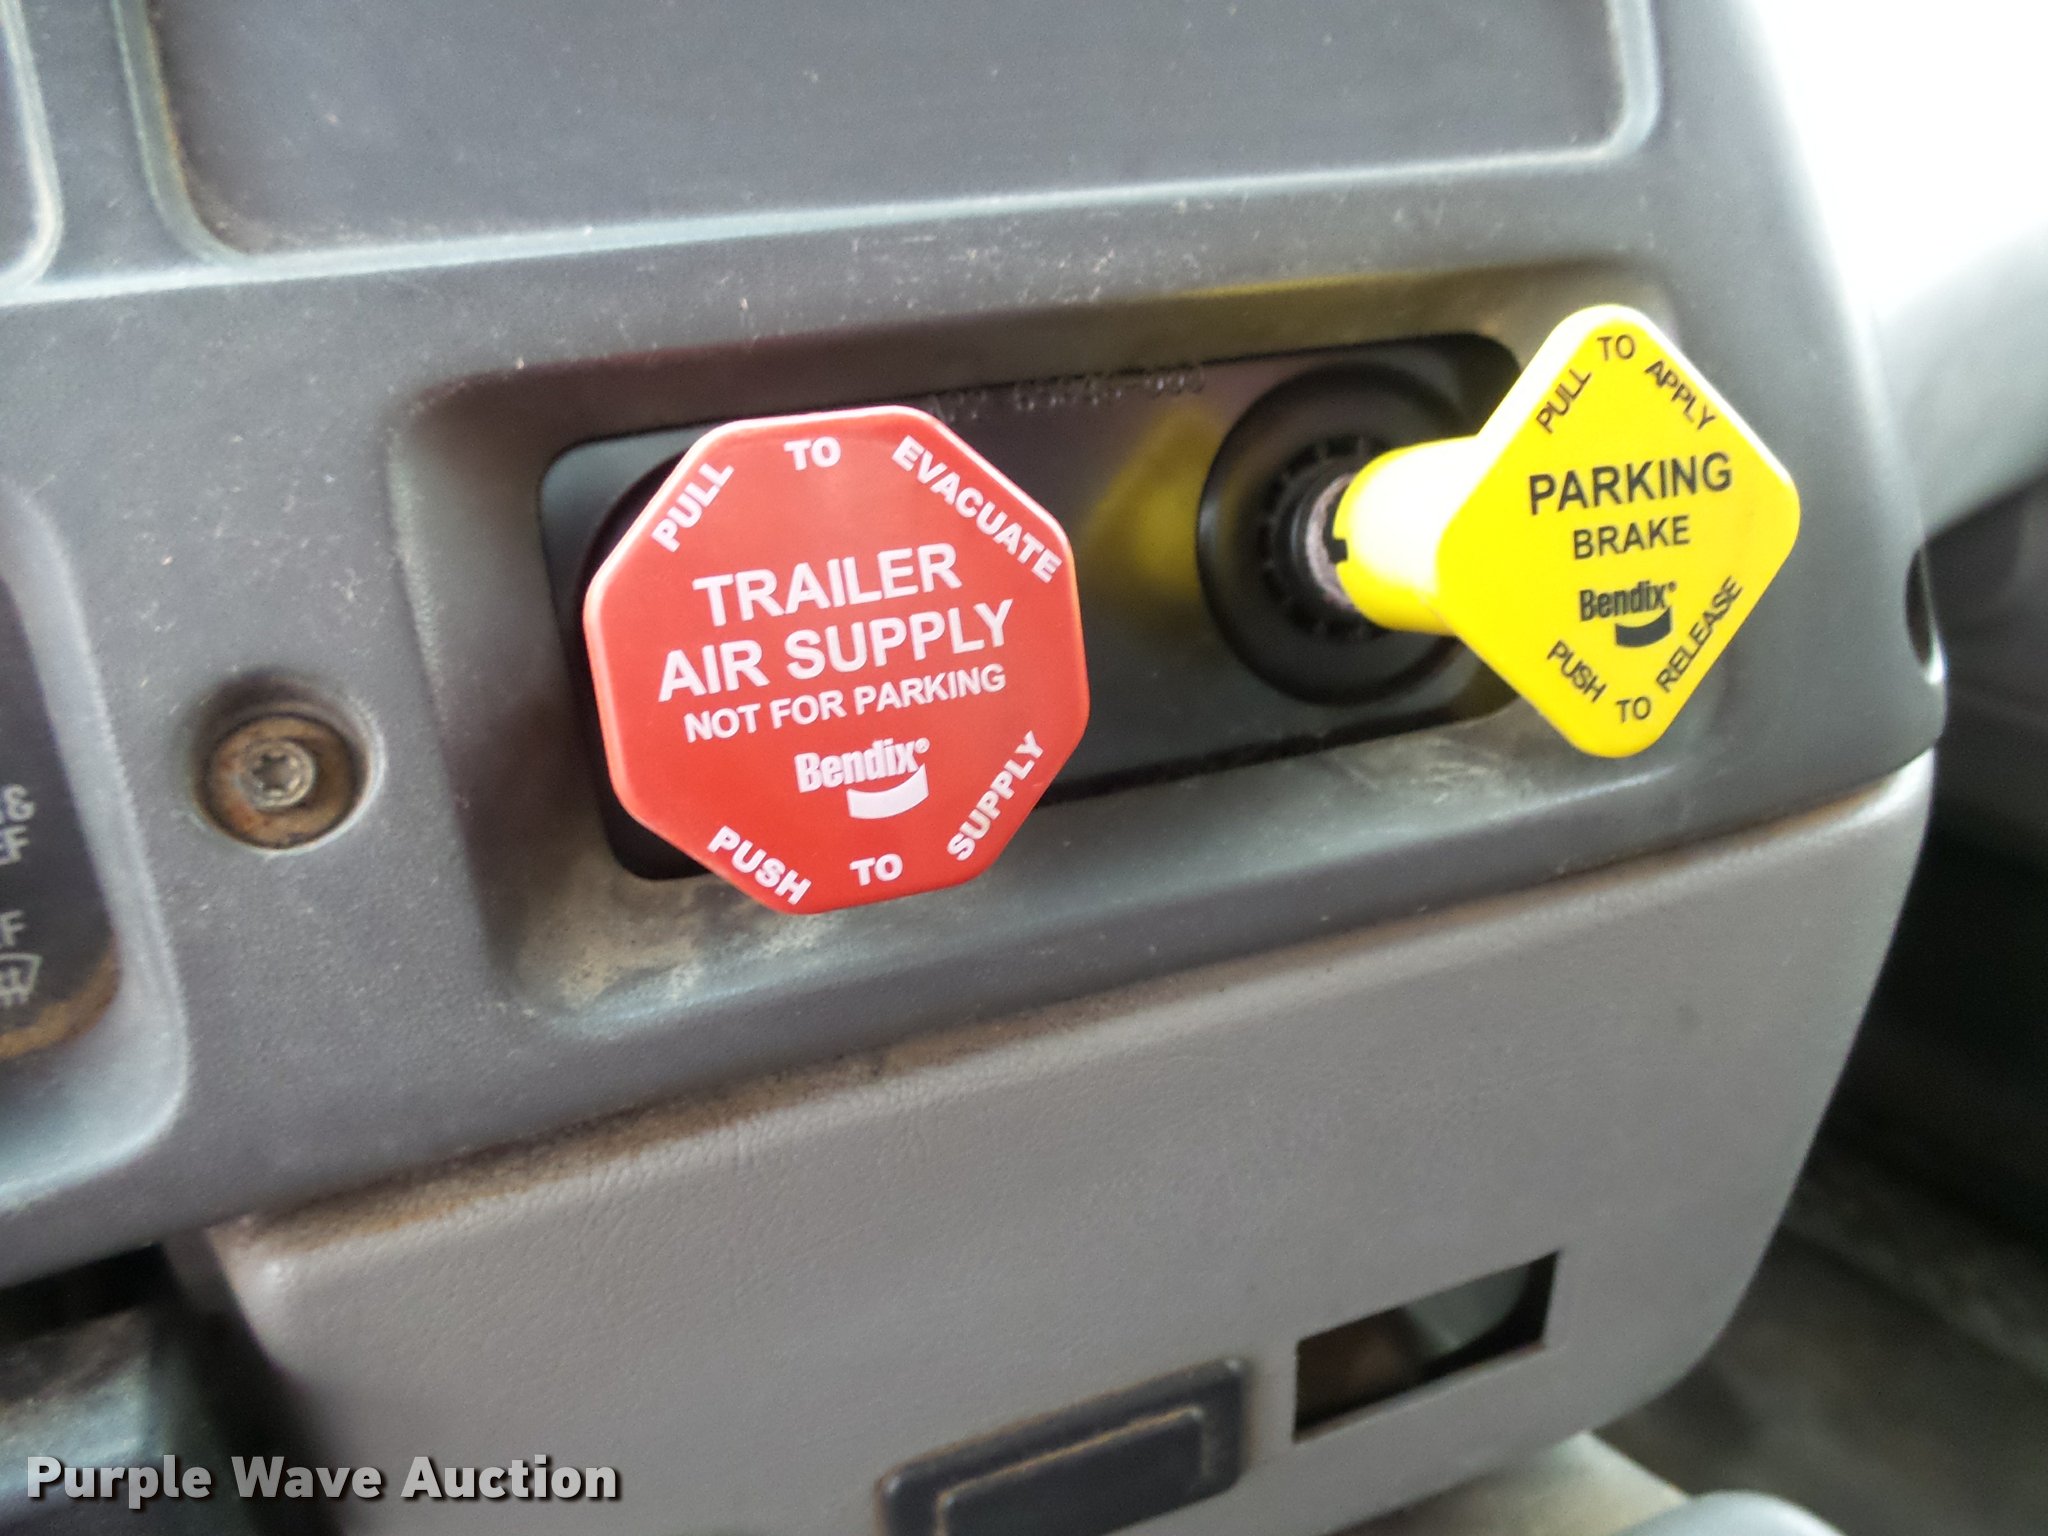 PULL TO EVACUATE
TRAILER
AIR SUPPLY
NOT FOR PARKING
Bendix®
PUSH TO SUPPLY
PULL TO APPLY
PARKING
BRAKE
Bendix®
PUSH TO RELEASE
Purple Wave Auction